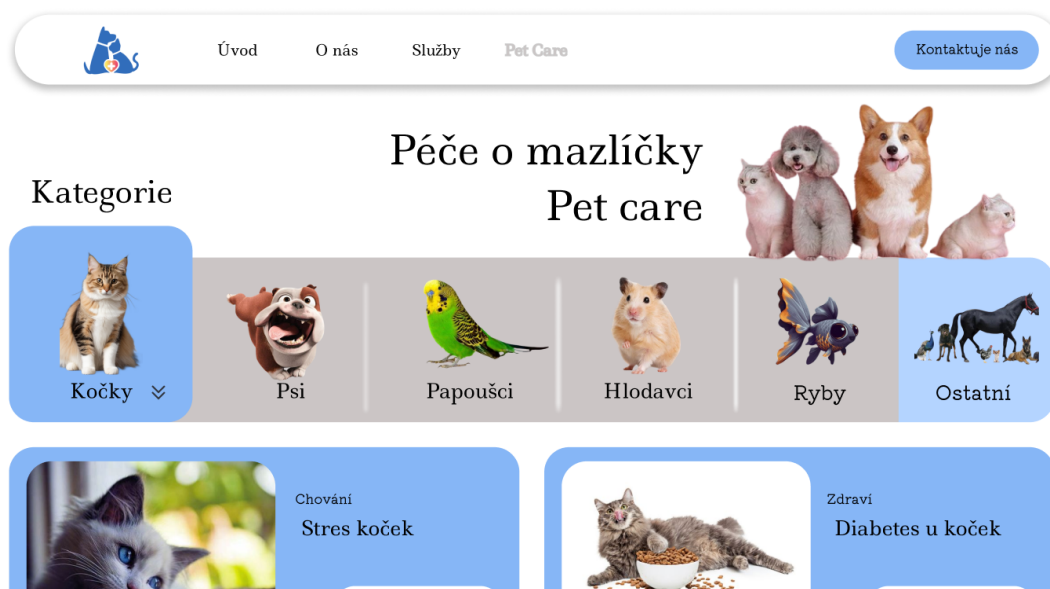 Úvod
O nás
Služby
Pet Care
Kontaktuje nás
Péče o mazlíčky
Pet care
Kategorie
Kočky
Psi
Papoušci
Hlodavci
Ryby
Ostatní
Chování
Stres koček
Zdraví
Diabetes u koček